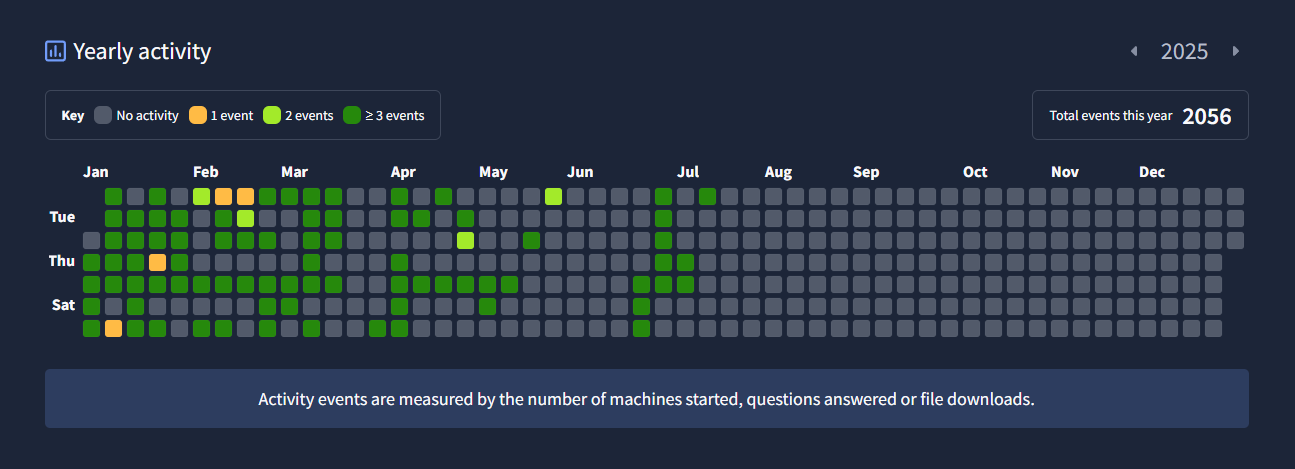 Yearly activity
2025
Key No activity 1 event 2 events ≥ 3 events
Total events this year 2056
Jan Feb Mar Apr May Jun Jul Aug Sep Oct Nov Dec
Tue
Thu
Sat
Activity events are measured by the number of machines started, questions answered or file downloads.